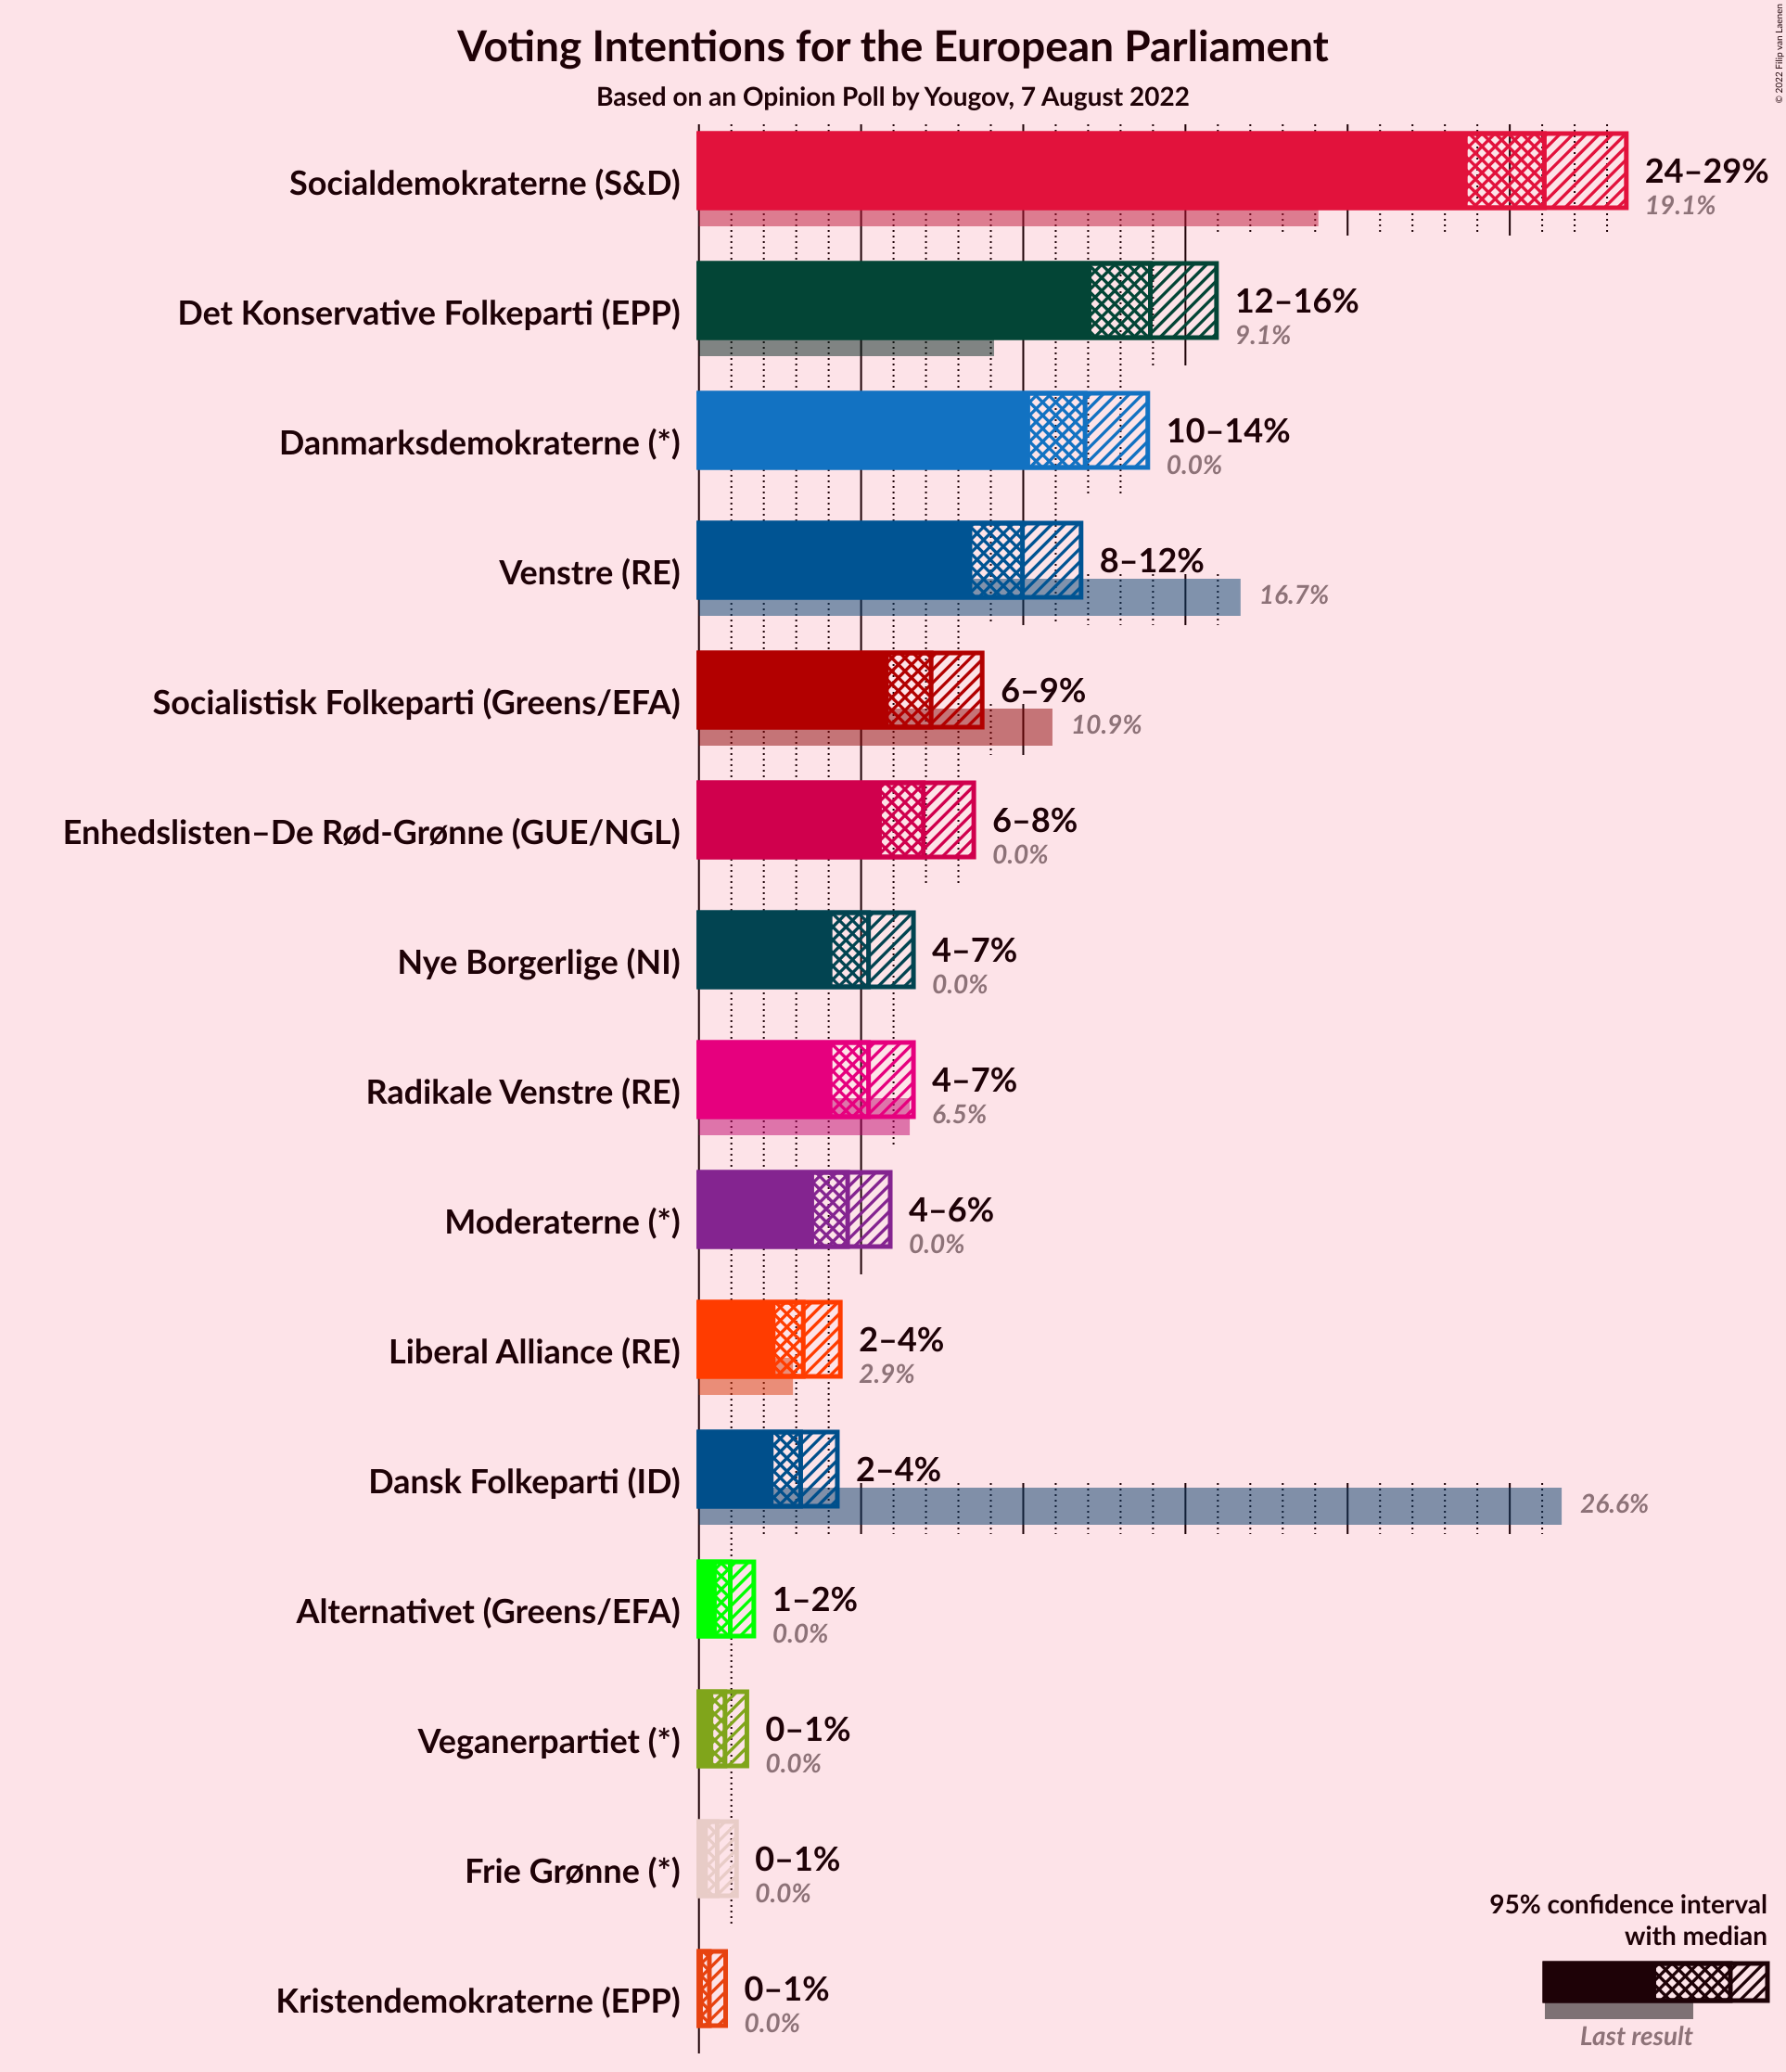 Voting Intentions for the European Parliament
Based on an Opinion Poll by Yougov, 7 August 2022
© 2022 Filip van Laenen
Socialdemokraterne (S&D)
24–29%
19.1%
Det Konservative Folkeparti (EPP)
12–16%
9.1%
Danmarksdemokraterne (*)
10–14%
0.0%
Venstre (RE)
8–12%
16.7%
Socialistisk Folkeparti (Greens/EFA)
6–9%
10.9%
Enhedslisten–De Rød-Grønne (GUE/NGL)
6–8%
0.0%
Nye Borgerlige (NI)
4–7%
0.0%
Radikale Venstre (RE)
4–7%
6.5%
Moderaterne (*)
4–6%
0.0%
Liberal Alliance (RE)
2–4%
2.9%
Dansk Folkeparti (ID)
2–4%
26.6%
Alternativet (Greens/EFA)
1–2%
0.0%
Veganerpartiet (*)
0–1%
0.0%
Frie Grønne (*)
0–1%
0.0%
Kristendemokraterne (EPP)
0–1%
0.0%
95% confidence interval
with median
Last result